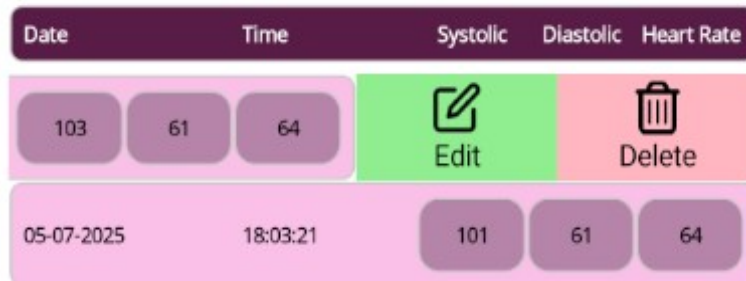 Date Time Systolic Diastolic Heart Rate
103 61 64 Edit Delete
05-07-2025 18:03:21 101 61 64